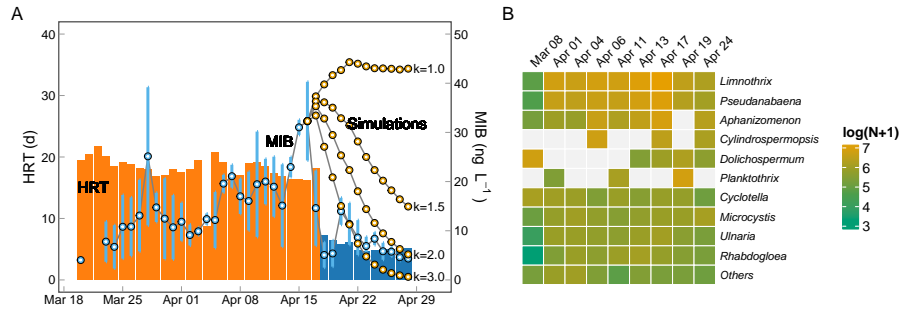 A
HRT (d)
40
30
20
10
0
HRT
MIB
Simulations
k=1.0
k=1.5
k=2.0
k=3.0
50
40
30
20
10
0
MIB (ng L⁻¹)
Mar 18 Mar 25 Apr 01 Apr 08 Apr 15 Apr 22 Apr 29
B
Mar 08 Apr 01 Apr 04 Apr 06 Apr 11 Apr 13 Apr 17 Apr 19 Apr 24
Limnothrix
Pseudanabaena
Aphanizomenon
Cylindrospermopsis
Dolichospermum
Planktothrix
Cyclotella
Microcystis
Ulnaria
Rhabdogloea
Others
log(N+1)
7
6
5
4
3